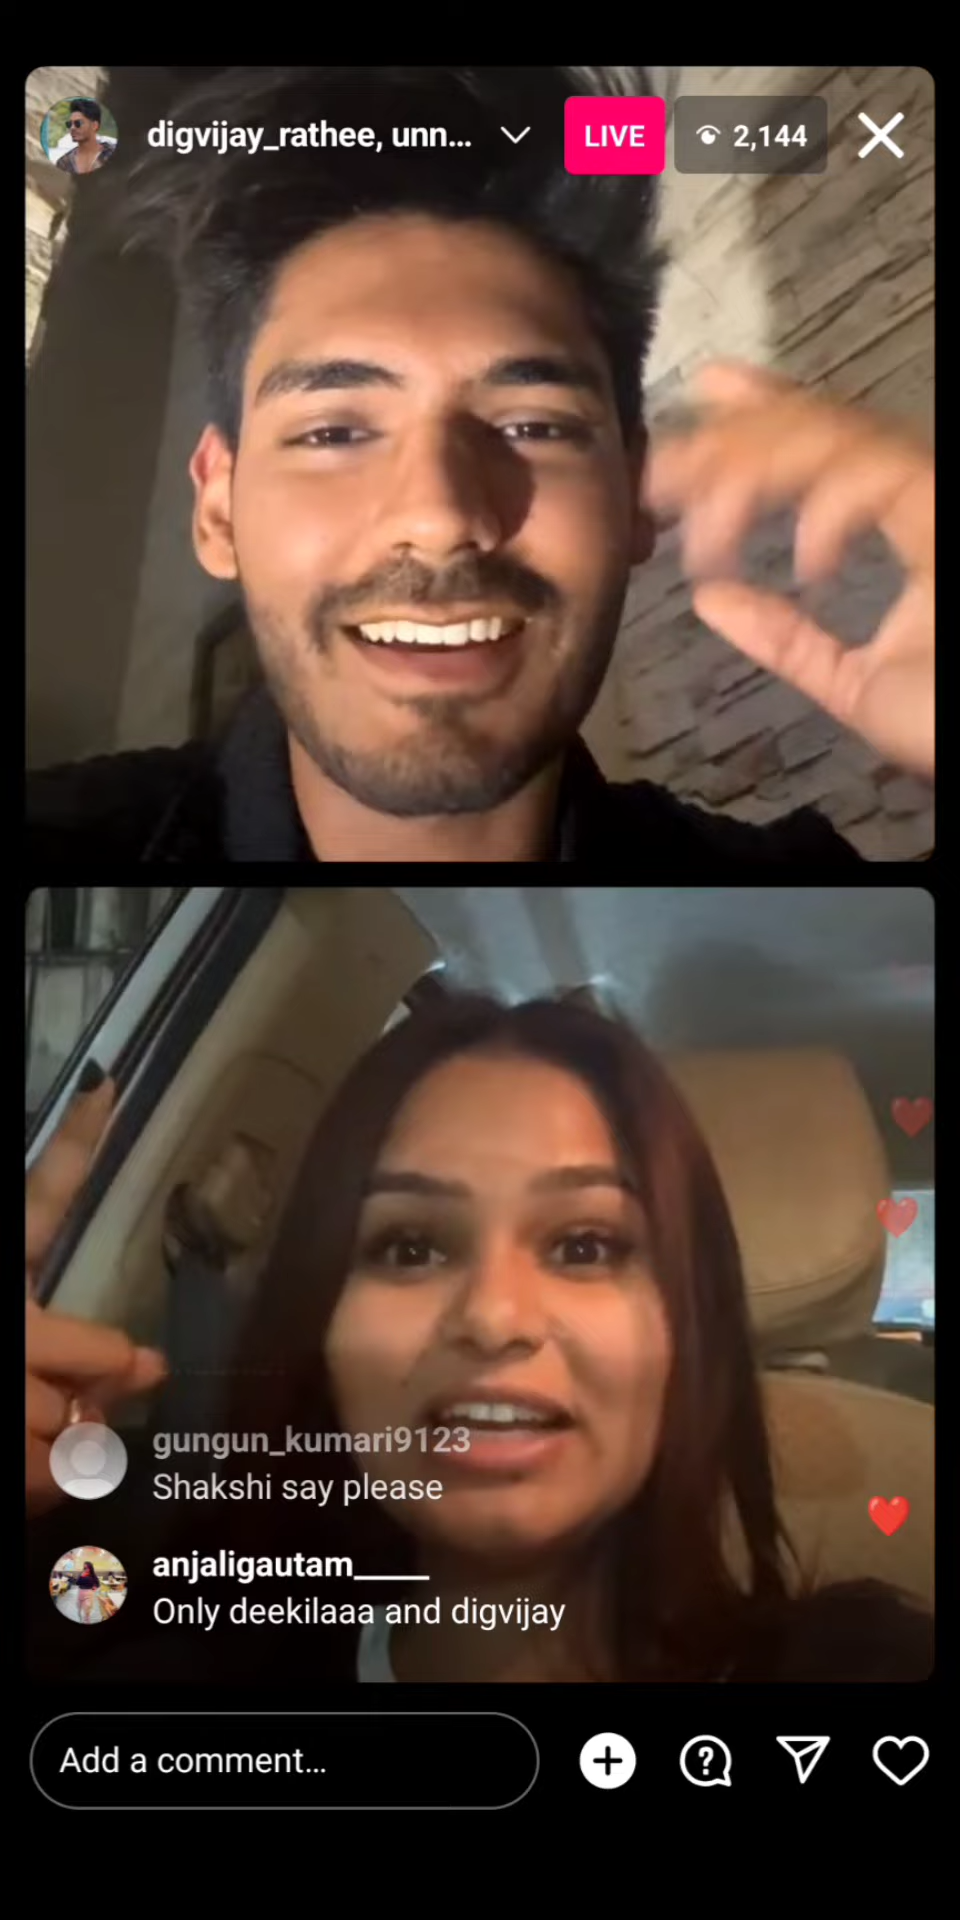 digvijay_rathee, unn...
LIVE
2,144
gungun_kumari9123
Shakshi say please
anjaligautam_____
Only deekilaaa and digvijay
Add a comment...